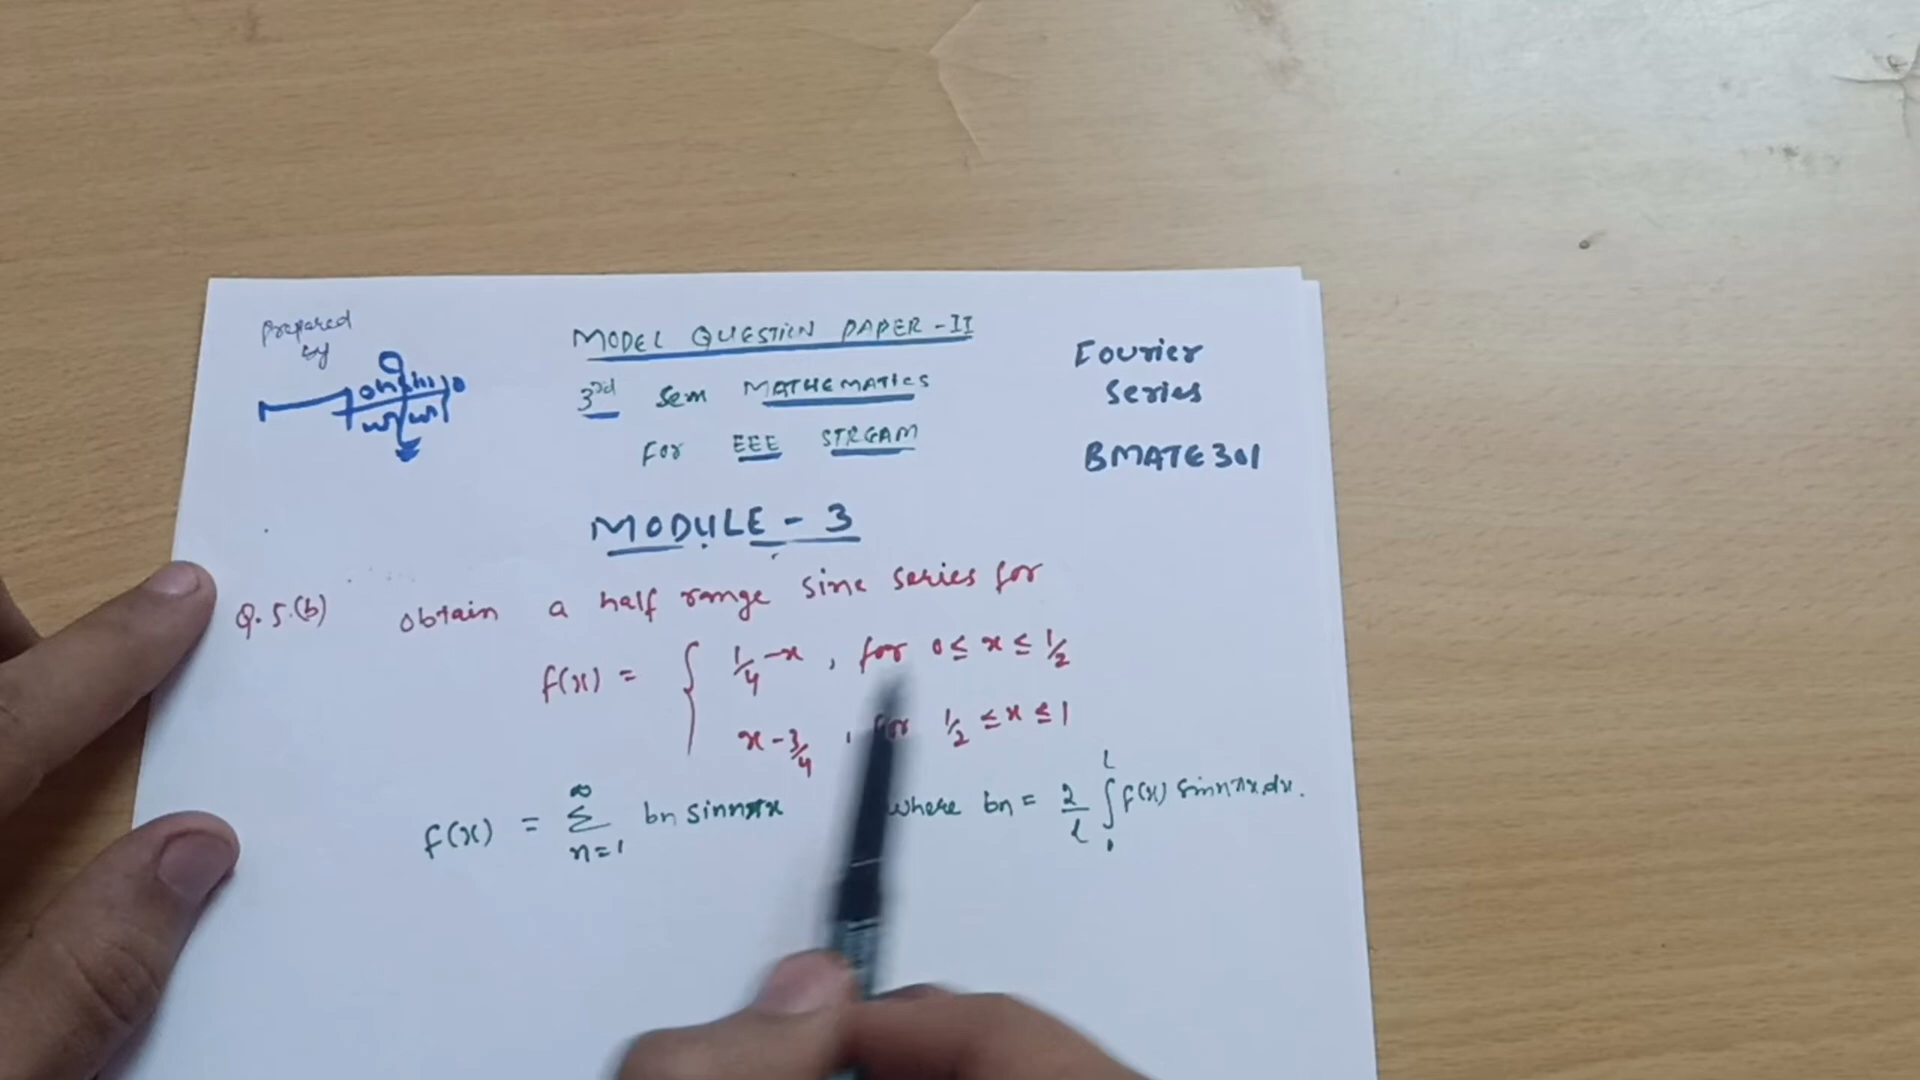 Prepared
by
MODEL QUESTION PAPER - II
3rd Sem MATHEMATICS
For EEE STREAM
Fourier
Series
BMATE301
MODULE - 3
Q.5.(b) obtain a half range sine series for
f(x) = { 1/4 - x , for 0 ≤ x ≤ 1/2
x - 3/4 , for 1/2 ≤ x ≤ 1
f(x) = ∞ Σ n=1 bn sin nπx where bn = 2/l ∫ f(x) sin nπx dx.